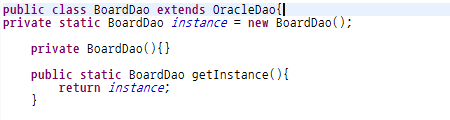 public class BoardDao extends OracleDao{
private static BoardDao instance = new BoardDao();
private BoardDao(){}
public static BoardDao getInstance(){
return instance;
}